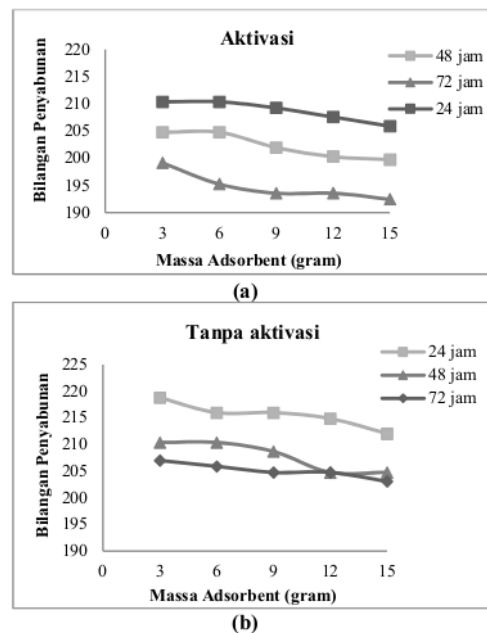 Aktivasi
220
215
210
205
200
195
190
0 3 6 9 12 15
Bilangan Penyabunan
Massa Adsorbent (gram)
48 jam
72 jam
24 jam
(a)
Tanpa aktivasi
225
220
215
210
205
200
195
190
0 3 6 9 12 15
Bilangan Penyabunan
Massa Adsorbent (gram)
24 jam
48 jam
72 jam
(b)